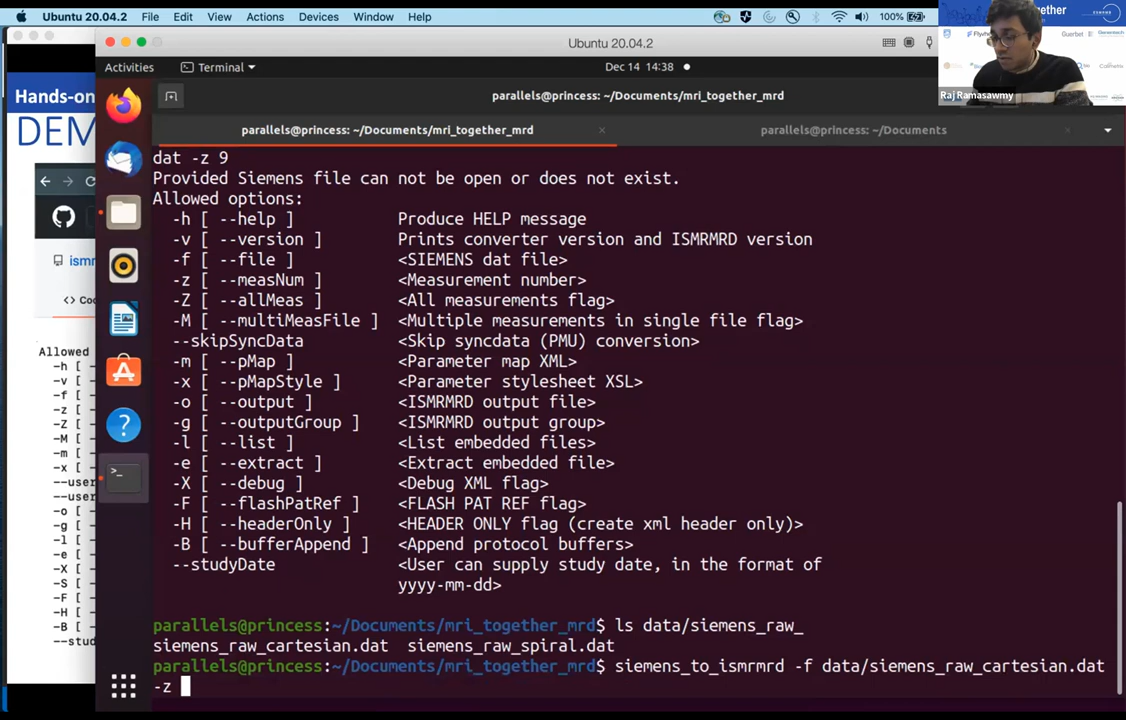 Ubuntu 20.04.2 File Edit View Actions Devices Window Help 100%
Ubuntu 20.04.2
Raj Ramasawmy
Activities Terminal Dec 14 14:38
parallels@princess: ~/Documents/mri_together_mrd
parallels@princess: ~/Documents/mri_together_mrd parallels@princess: ~/Documents
Hands-on
DEM
ismr
<> Co
Allowed
-h [
-v [
-f [
-z [
-Z [
-M [
-m [
-x [
--user
--user
-o [
-g [
-l [
-e [
-X [
-S [
-F [
-H [
-B [
--stud
dat -z 9
Provided Siemens file can not be open or does not exist.
Allowed options:
-h [ --help ] Produce HELP message
-v [ --version ] Prints converter version and ISMRMRD version
-f [ --file ] <SIEMENS dat file>
-z [ --measNum ] <Measurement number>
-Z [ --allMeas ] <All measurements flag>
-M [ --multiMeasFile ] <Multiple measurements in single file flag>
--skipSyncData <Skip syncdata (PMU) conversion>
-m [ --pMap ] <Parameter map XML>
-x [ --pMapStyle ] <Parameter stylesheet XSL>
-o [ --output ] <ISMRMRD output file>
-g [ --outputGroup ] <ISMRMRD output group>
-l [ --list ] <List embedded files>
-e [ --extract ] <Extract embedded file>
-X [ --debug ] <Debug XML flag>
-F [ --flashPatRef ] <FLASH PAT REF flag>
-H [ --headerOnly ] <HEADER ONLY flag (create xml header only)>
-B [ --bufferAppend ] <Append protocol buffers>
--studyDate <User can supply study date, in the format of
yyyy-mm-dd>
parallels@princess:~/Documents/mri_together_mrd$ ls data/siemens_raw_
siemens_raw_cartesian.dat siemens_raw_spiral.dat
parallels@princess:~/Documents/mri_together_mrd$ siemens_to_ismrmrd -f data/siemens_raw_cartesian.dat
-z